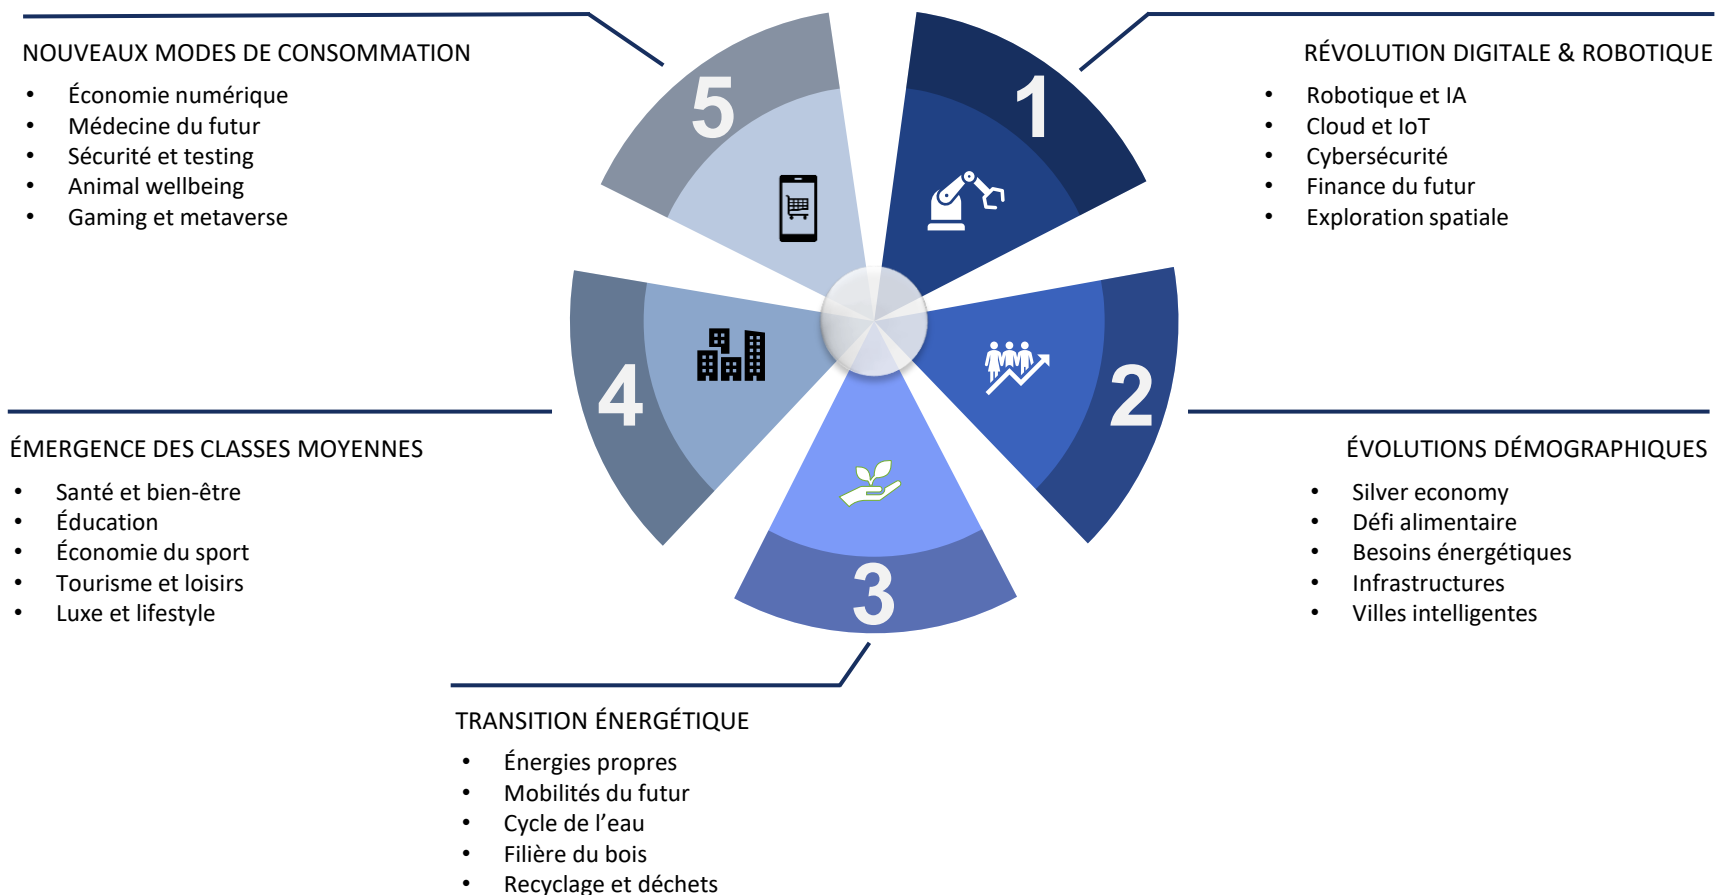 NOUVEAUX MODES DE CONSOMMATION
• Économie numérique
• Médecine du futur
• Sécurité et testing
• Animal wellbeing
• Gaming et metaverse
5
1
RÉVOLUTION DIGITALE & ROBOTIQUE
• Robotique et IA
• Cloud et IoT
• Cybersécurité
• Finance du futur
• Exploration spatiale
4
2
ÉMERGENCE DES CLASSES MOYENNES
• Santé et bien-être
• Éducation
• Économie du sport
• Tourisme et loisirs
• Luxe et lifestyle
3
ÉVOLUTIONS DÉMOGRAPHIQUES
• Silver economy
• Défi alimentaire
• Besoins énergétiques
• Infrastructures
• Villes intelligentes
TRANSITION ÉNERGÉTIQUE
• Énergies propres
• Mobilités du futur
• Cycle de l’eau
• Filière du bois
• Recyclage et déchets